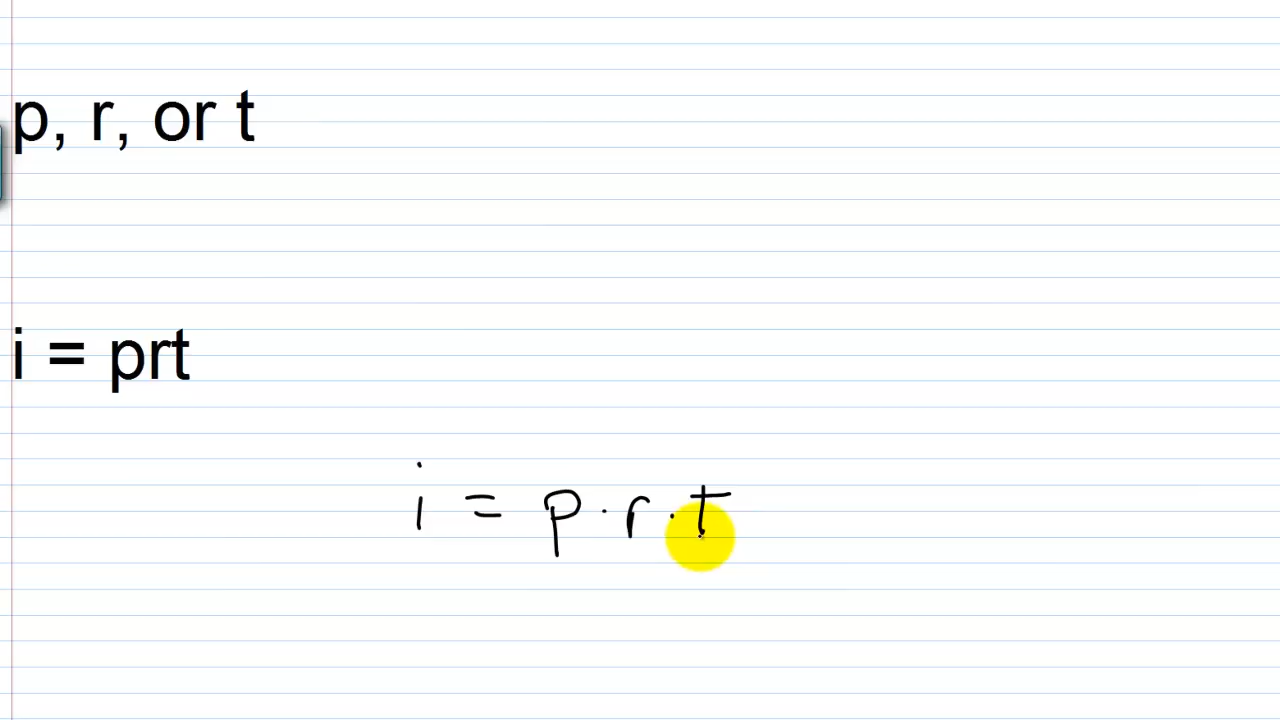 p, r, or t
i = prt
i = p · r · t